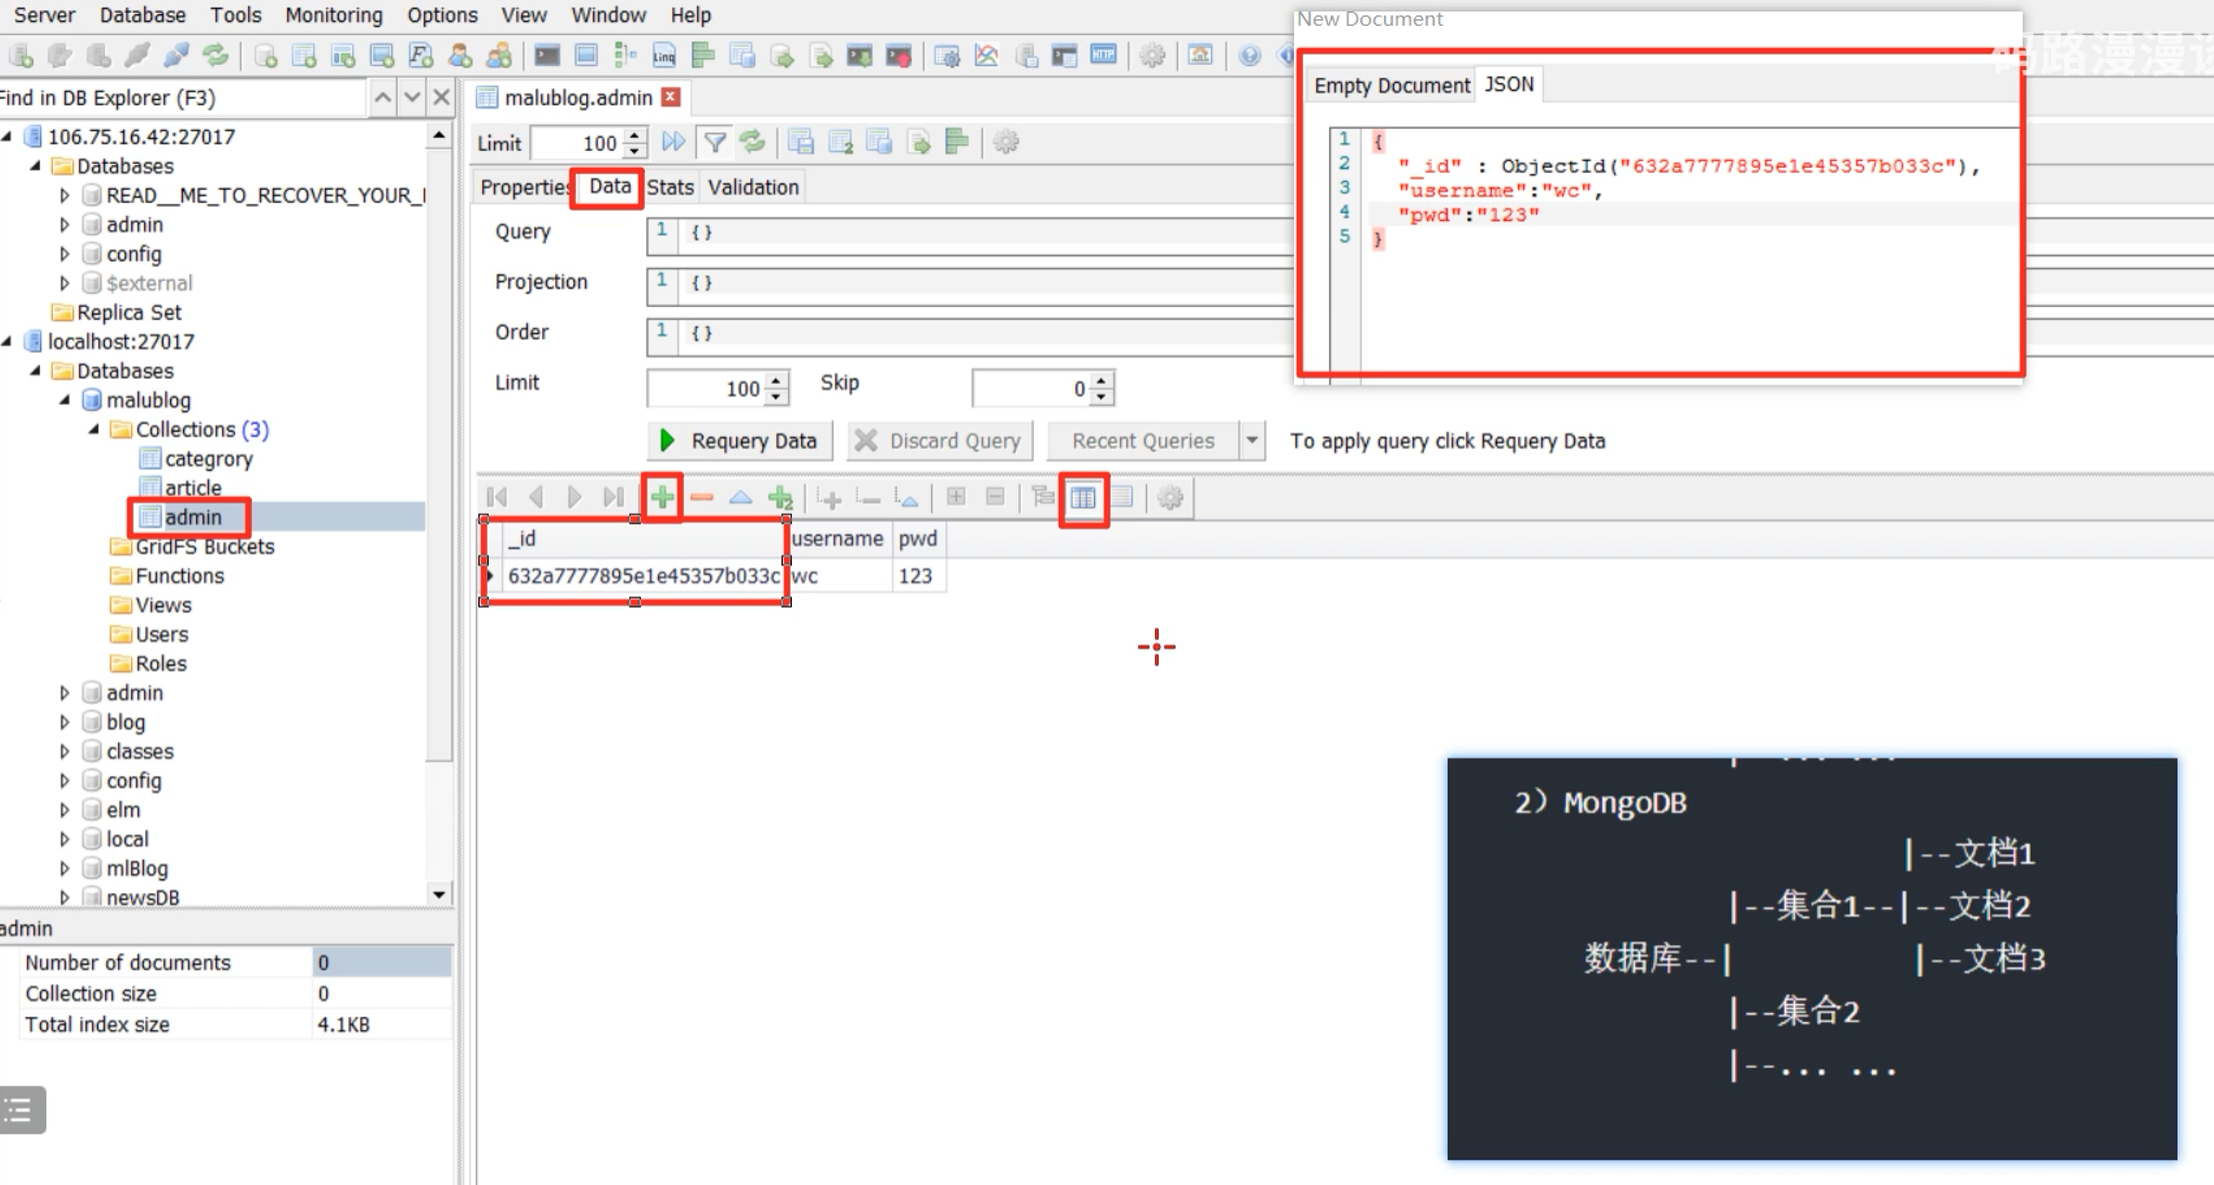 Server Database Tools Monitoring Options View Window Help
Find in DB Explorer (F3)
106.75.16.42:27017
Databases
READ__ME_TO_RECOVER_YOUR_
admin
config
$external
Replica Set
localhost:27017
Databases
malublog
Collections (3)
categrory
article
admin
GridFS Buckets
Functions
Views
Users
Roles
admin
blog
classes
config
elm
local
mlBlog
newsDB
admin
Number of documents 0
Collection size 0
Total index size 4.1KB
malublog.admin
Limit 100
Properties Data Stats Validation
Query 1 {}
Projection 1 {}
Order 1 {}
Limit 100 Skip 0
Requery Data Discard Query Recent Queries To apply query click Requery Data
_id username pwd
632a7777895e1e45357b033c wc 123
New Document
码路漫漫
Empty Document JSON
1 {
2 "_id" : ObjectId("632a7777895e1e45357b033c"),
3 "username":"wc",
4 "pwd":"123"
5 }
2）MongoDB
|--文档1
|--集合1--|--文档2
数据库--| |--文档3
|--集合2
|--... ...